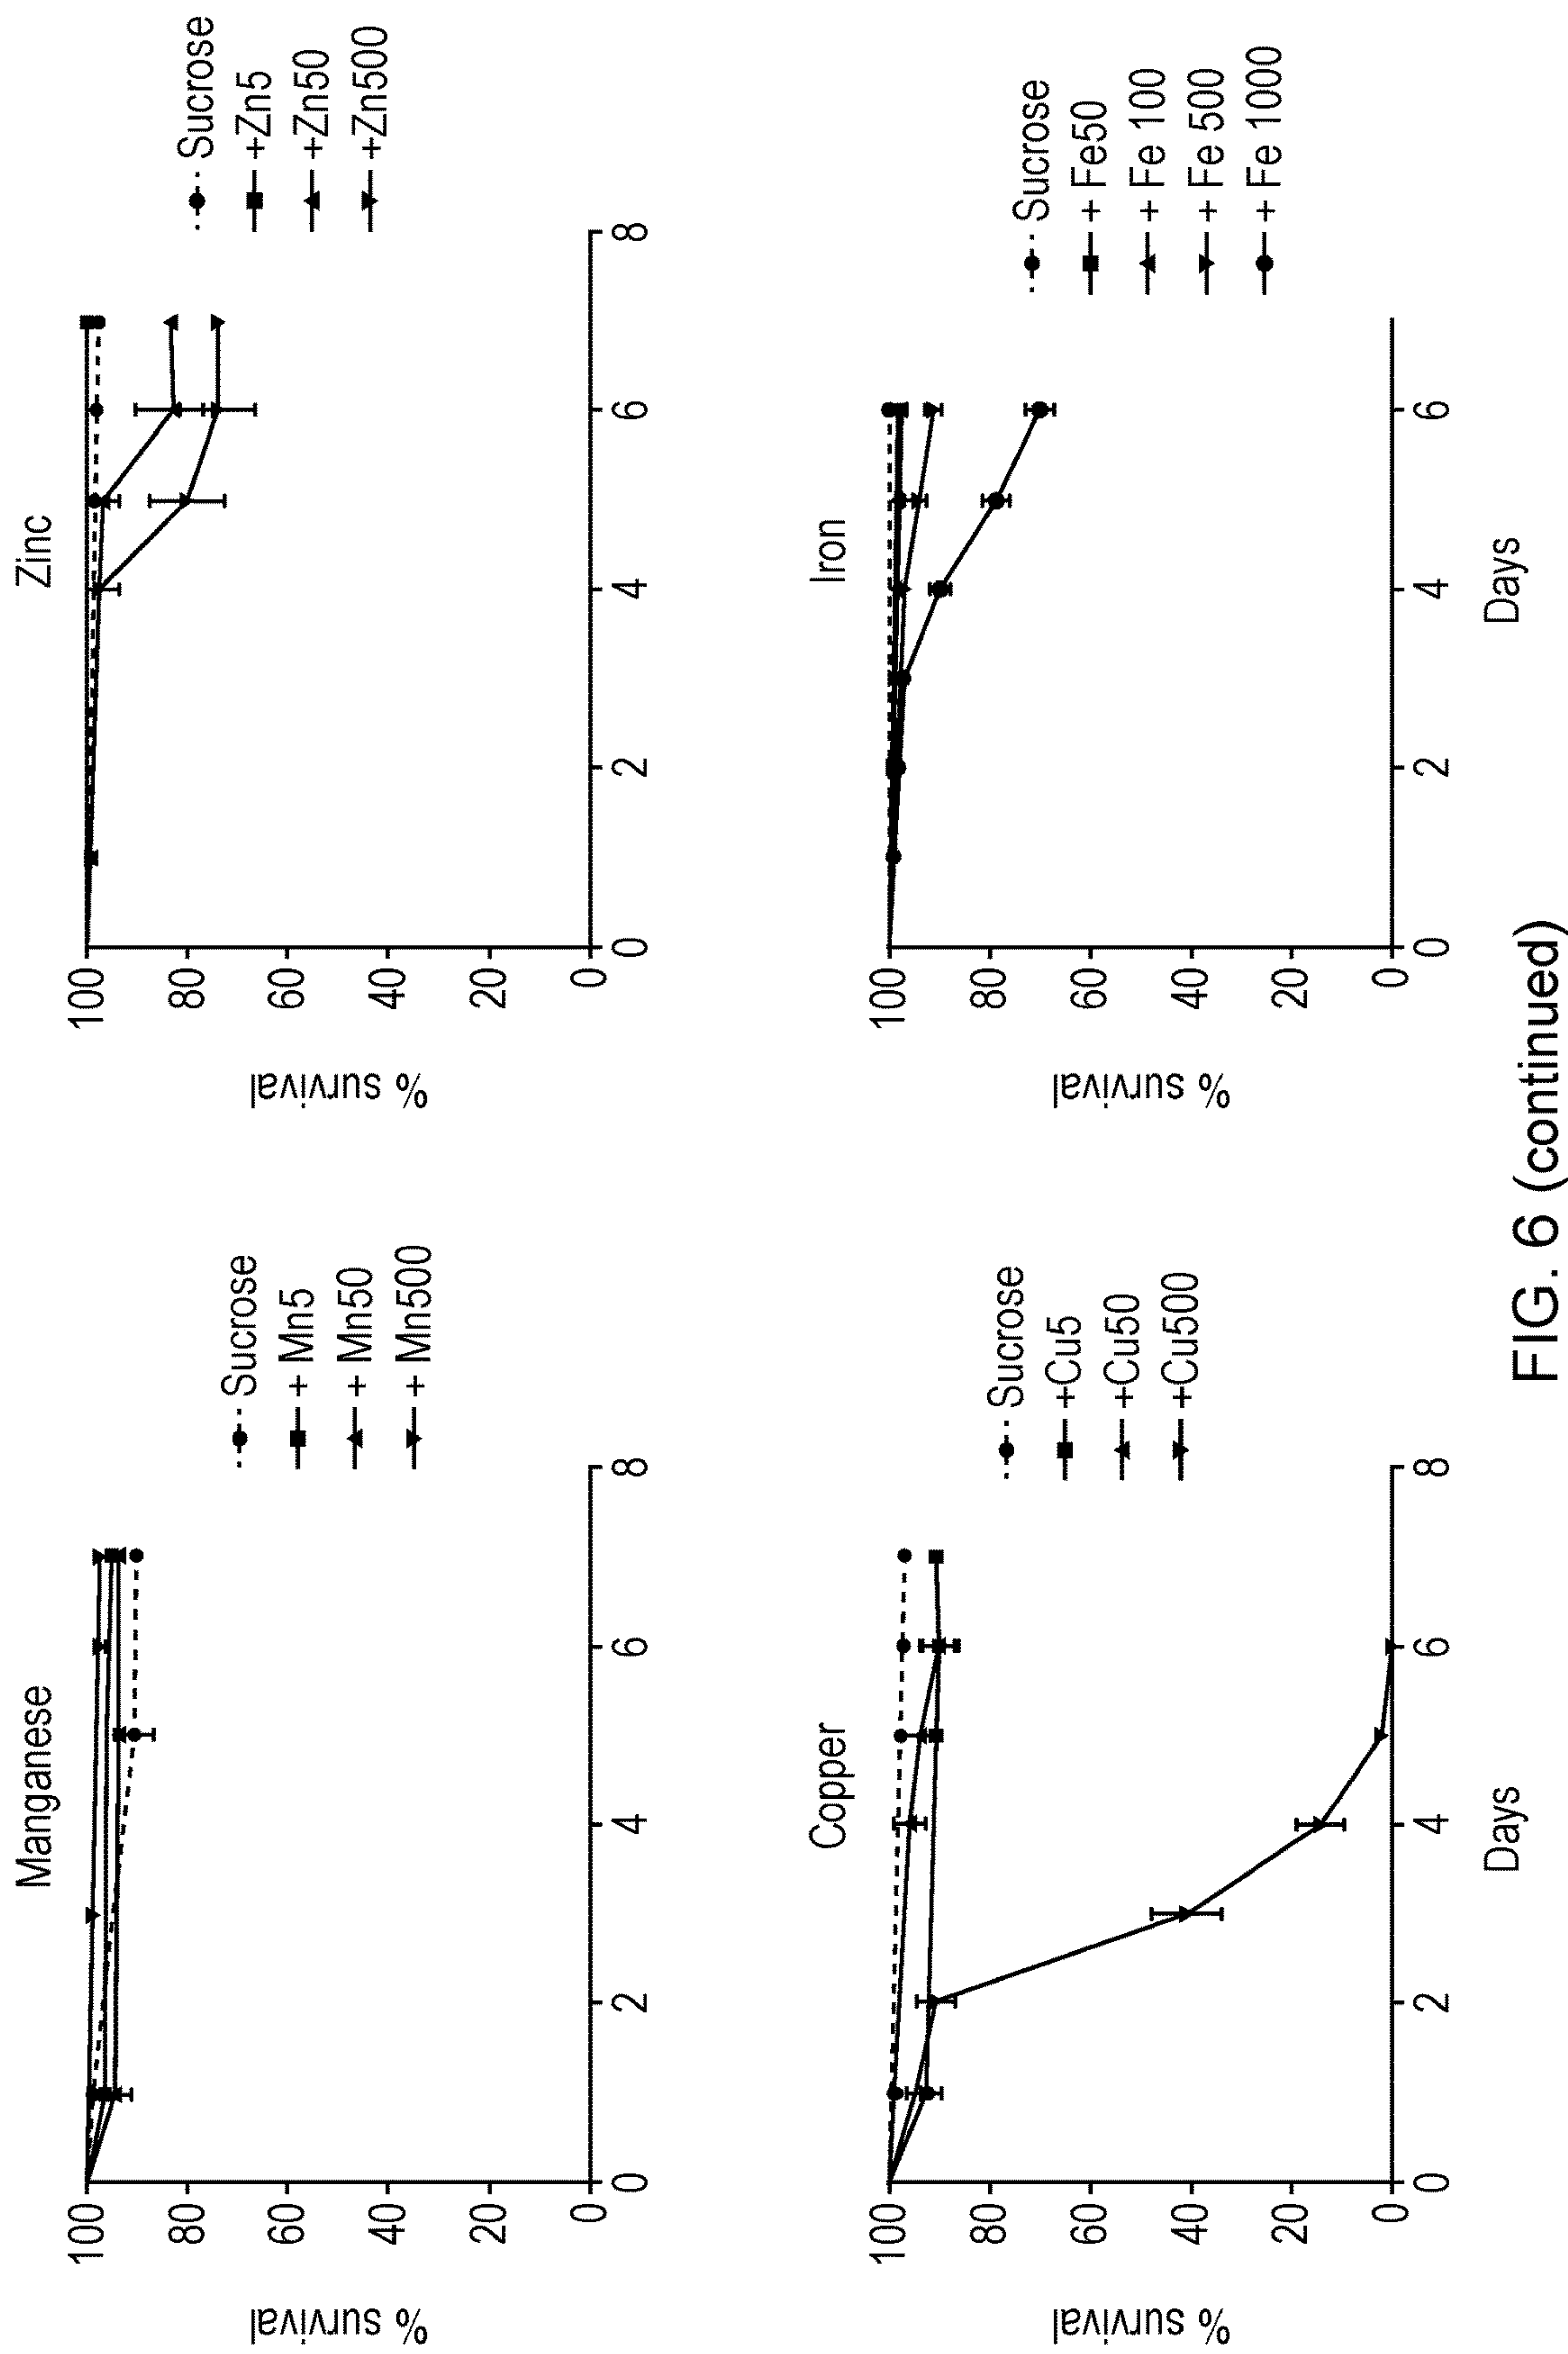 Manganese
% survival
100
80
60
40
20
0
0
2
4
6
8
Sucrose
+ Mn5
+ Mn50
+ Mn500
Zinc
% survival
100
80
60
40
20
0
0
2
4
6
8
Sucrose
+Zn5
+Zn50
+Zn500
Copper
% survival
100
80
60
40
20
0
0
2
4
6
8
Days
Sucrose
+Cu5
+Cu50
+Cu500
Iron
% survival
100
80
60
40
20
0
0
2
4
6
Days
Sucrose
+ Fe50
+ Fe 100
+ Fe 500
+ Fe 1000
FIG. 6 (continued)